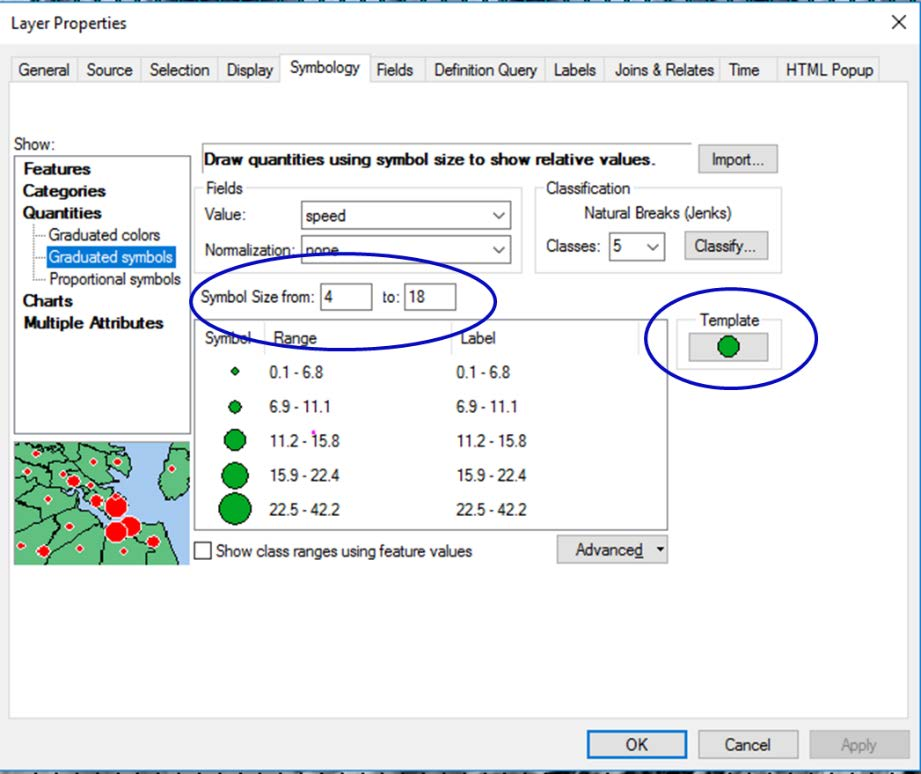 Layer Properties
General Source Selection Display Symbology Fields Definition Query Labels Joins & Relates Time HTML Popup
Show:
Features
Categories
Quantities
Graduated colors
Graduated symbols
Proportional symbols
Charts
Multiple Attributes
Draw quantities using symbol size to show relative values.
Import...
Fields
Value: speed
Normalization: none
Classification
Natural Breaks (Jenks)
Classes: 5 Classify...
Symbol Size from: 4 to: 18
Template
Symbol Range Label
0.1 - 6.8 0.1 - 6.8
6.9 - 11.1 6.9 - 11.1
11.2 - 15.8 11.2 - 15.8
15.9 - 22.4 15.9 - 22.4
22.5 - 42.2 22.5 - 42.2
Show class ranges using feature values
Advanced
OK Cancel Apply